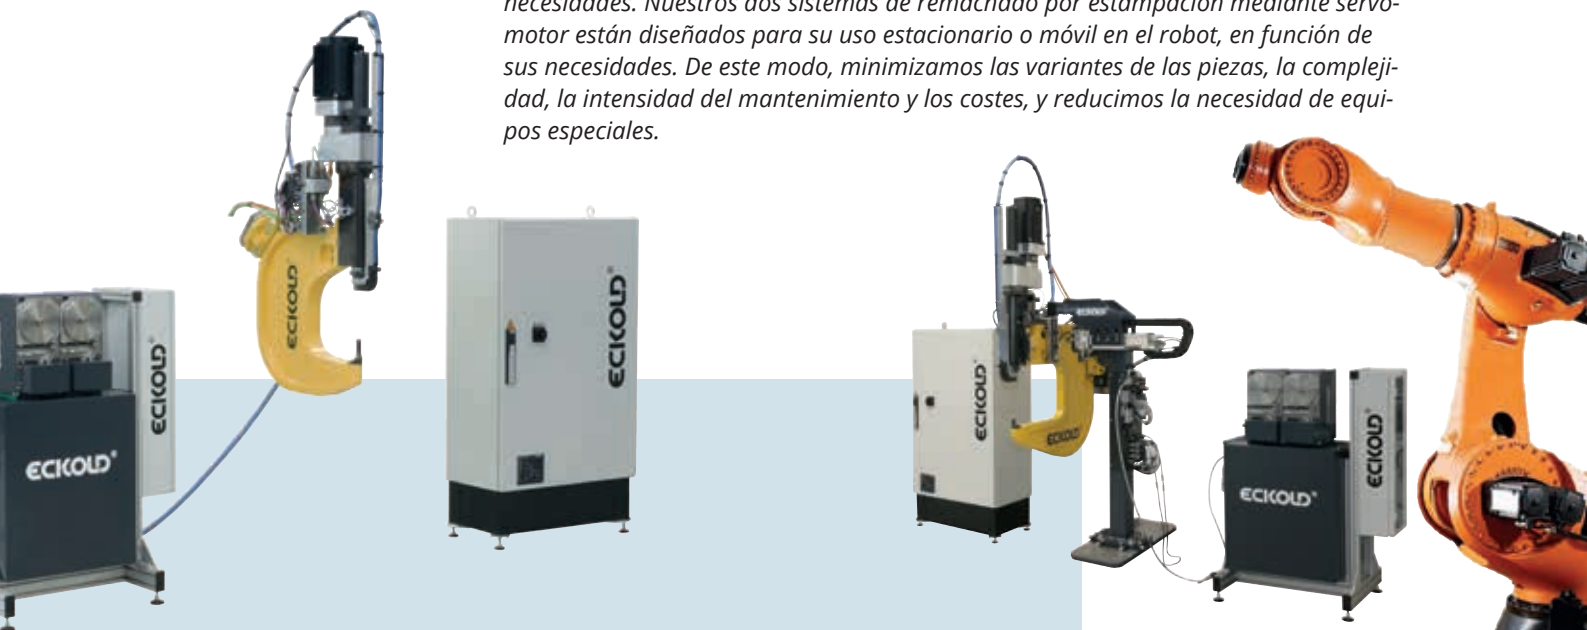 necesidades. Nuestros dos sistemas de remachado por estampación mediante servo-
motor están diseñados para su uso estacionario o móvil en el robot, en función de
sus necesidades. De este modo, minimizamos las variantes de las piezas, la compleji-
dad, la intensidad del mantenimiento y los costes, y reducimos la necesidad de equi-
pos especiales.
ECKOLD®
ECKOLD®
ECKOLD®
ECKOLD®
ECKOLD®
ECKOLD
ECKOLD
ECKOLD®
ECKOLD®